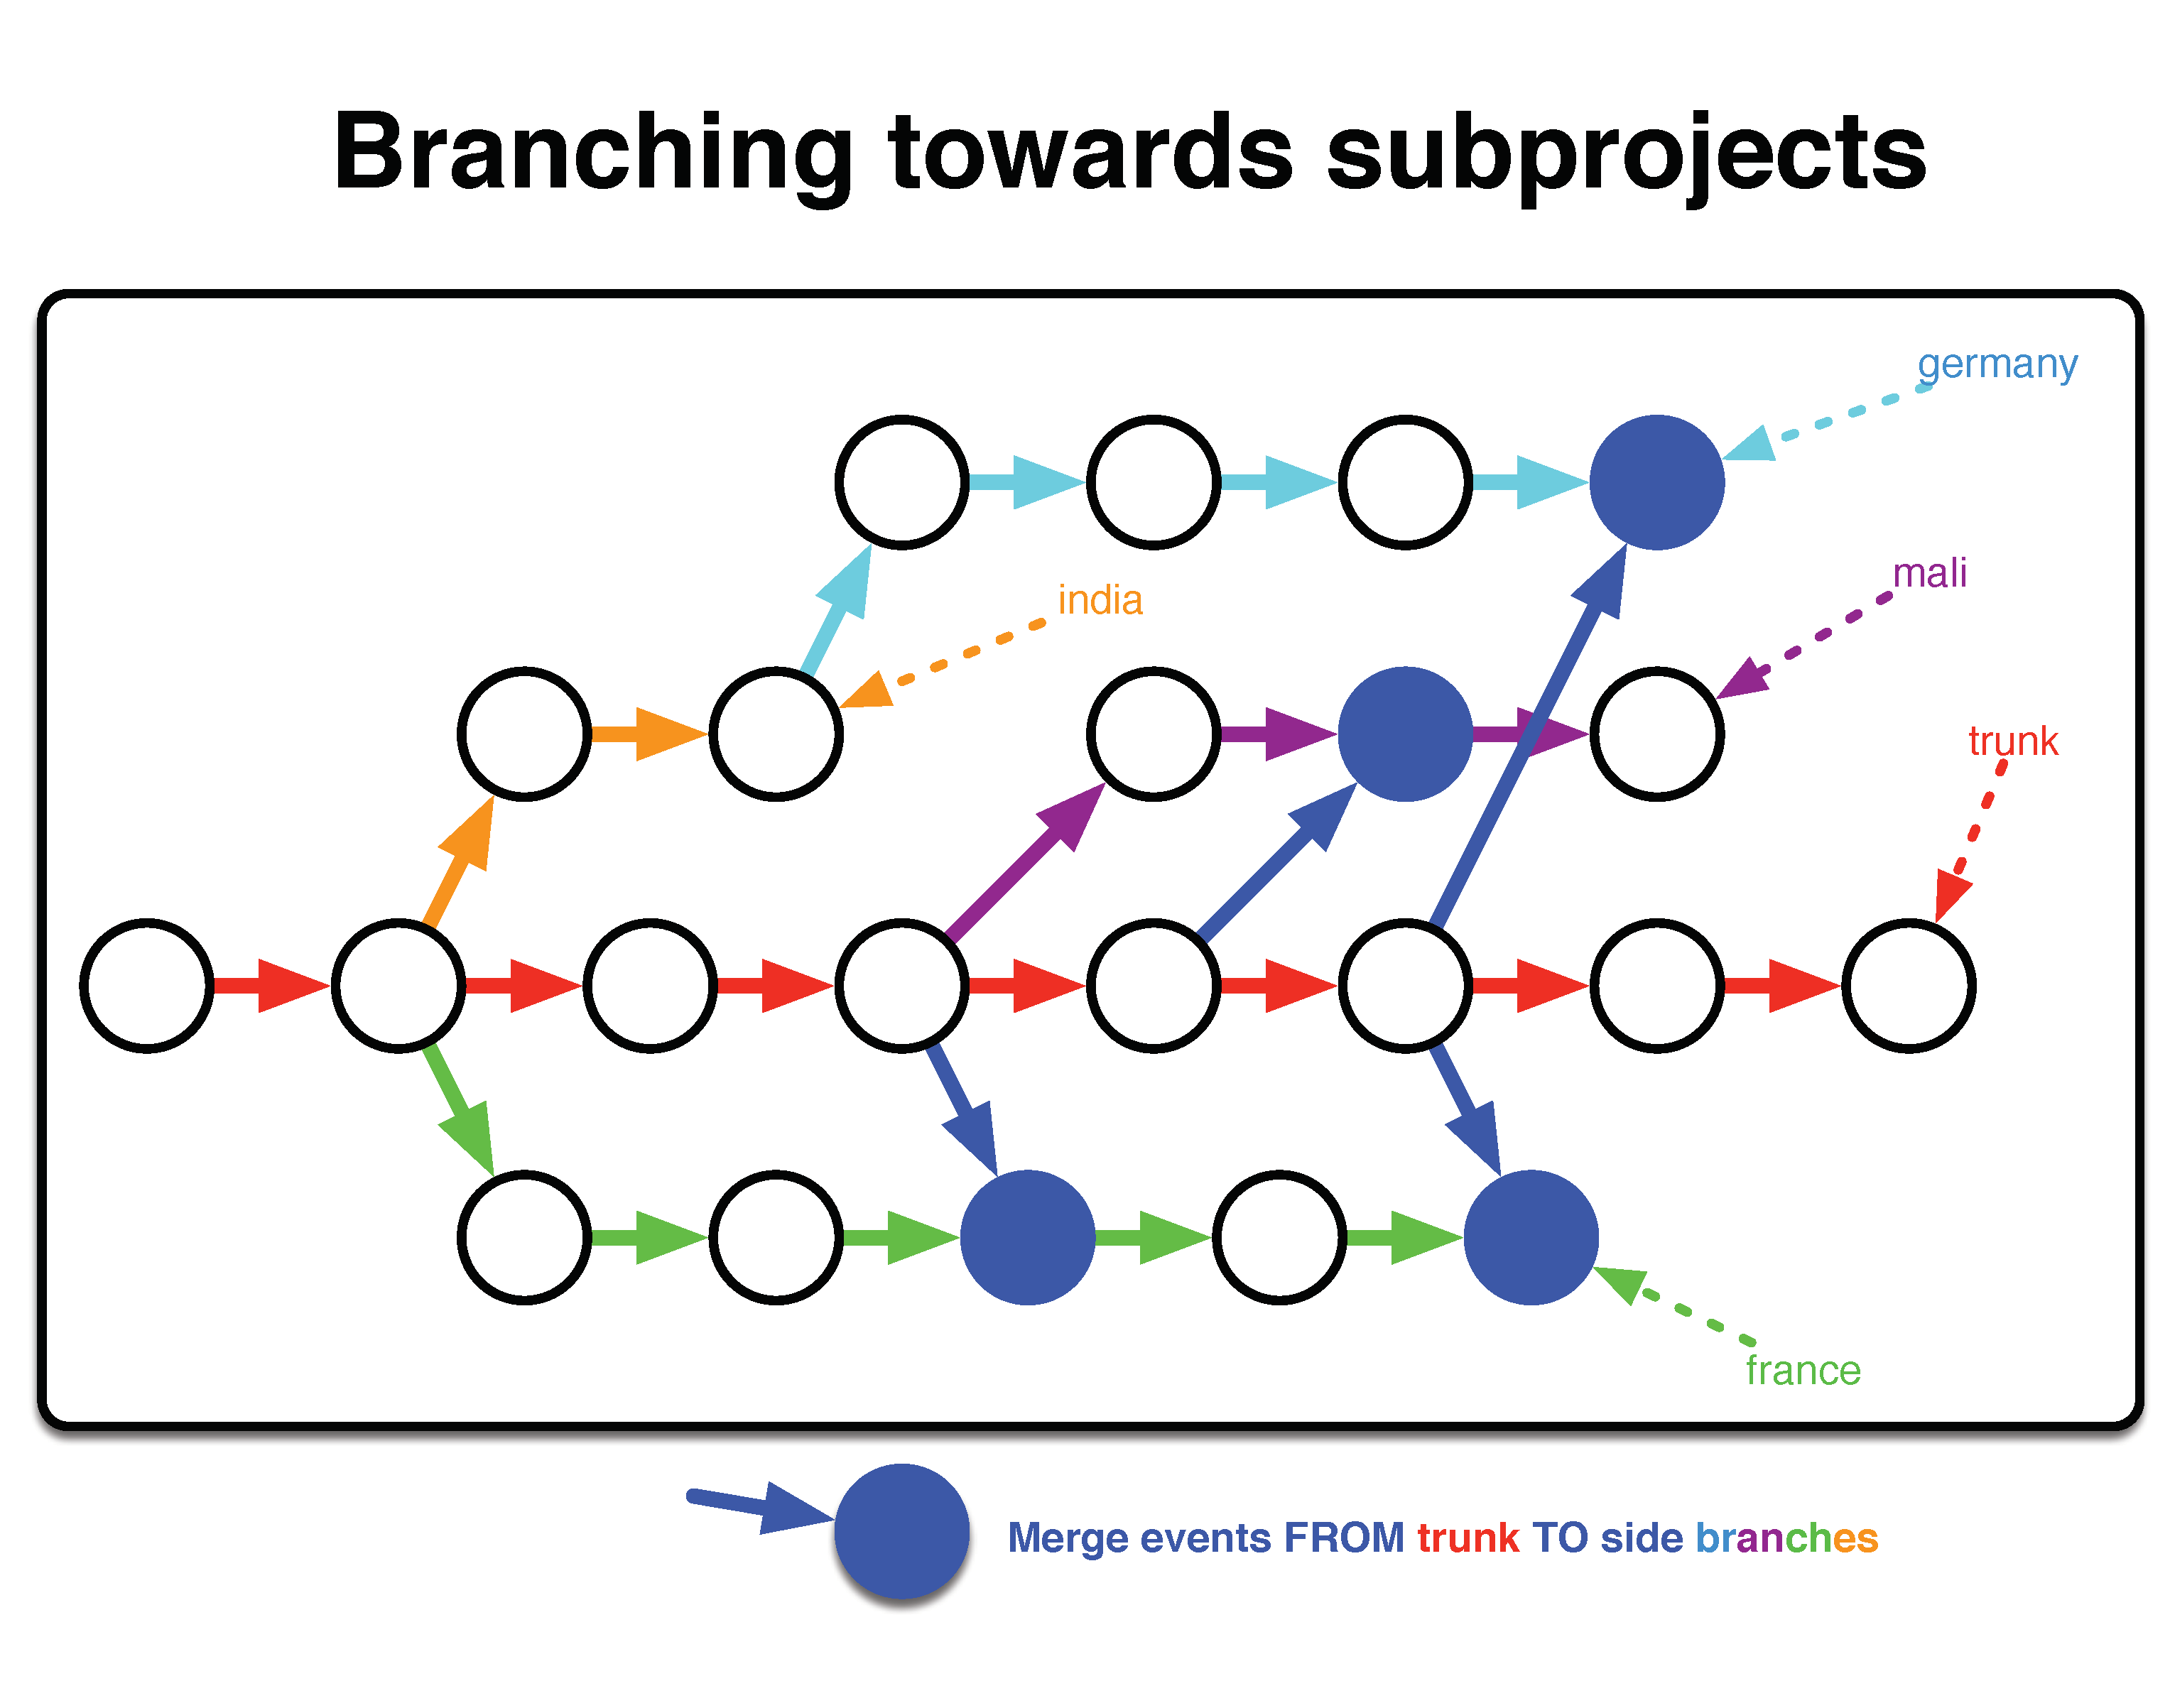 Branching towards subprojects
germany
india
mali
trunk
france
Merge events FROM trunk TO side branches